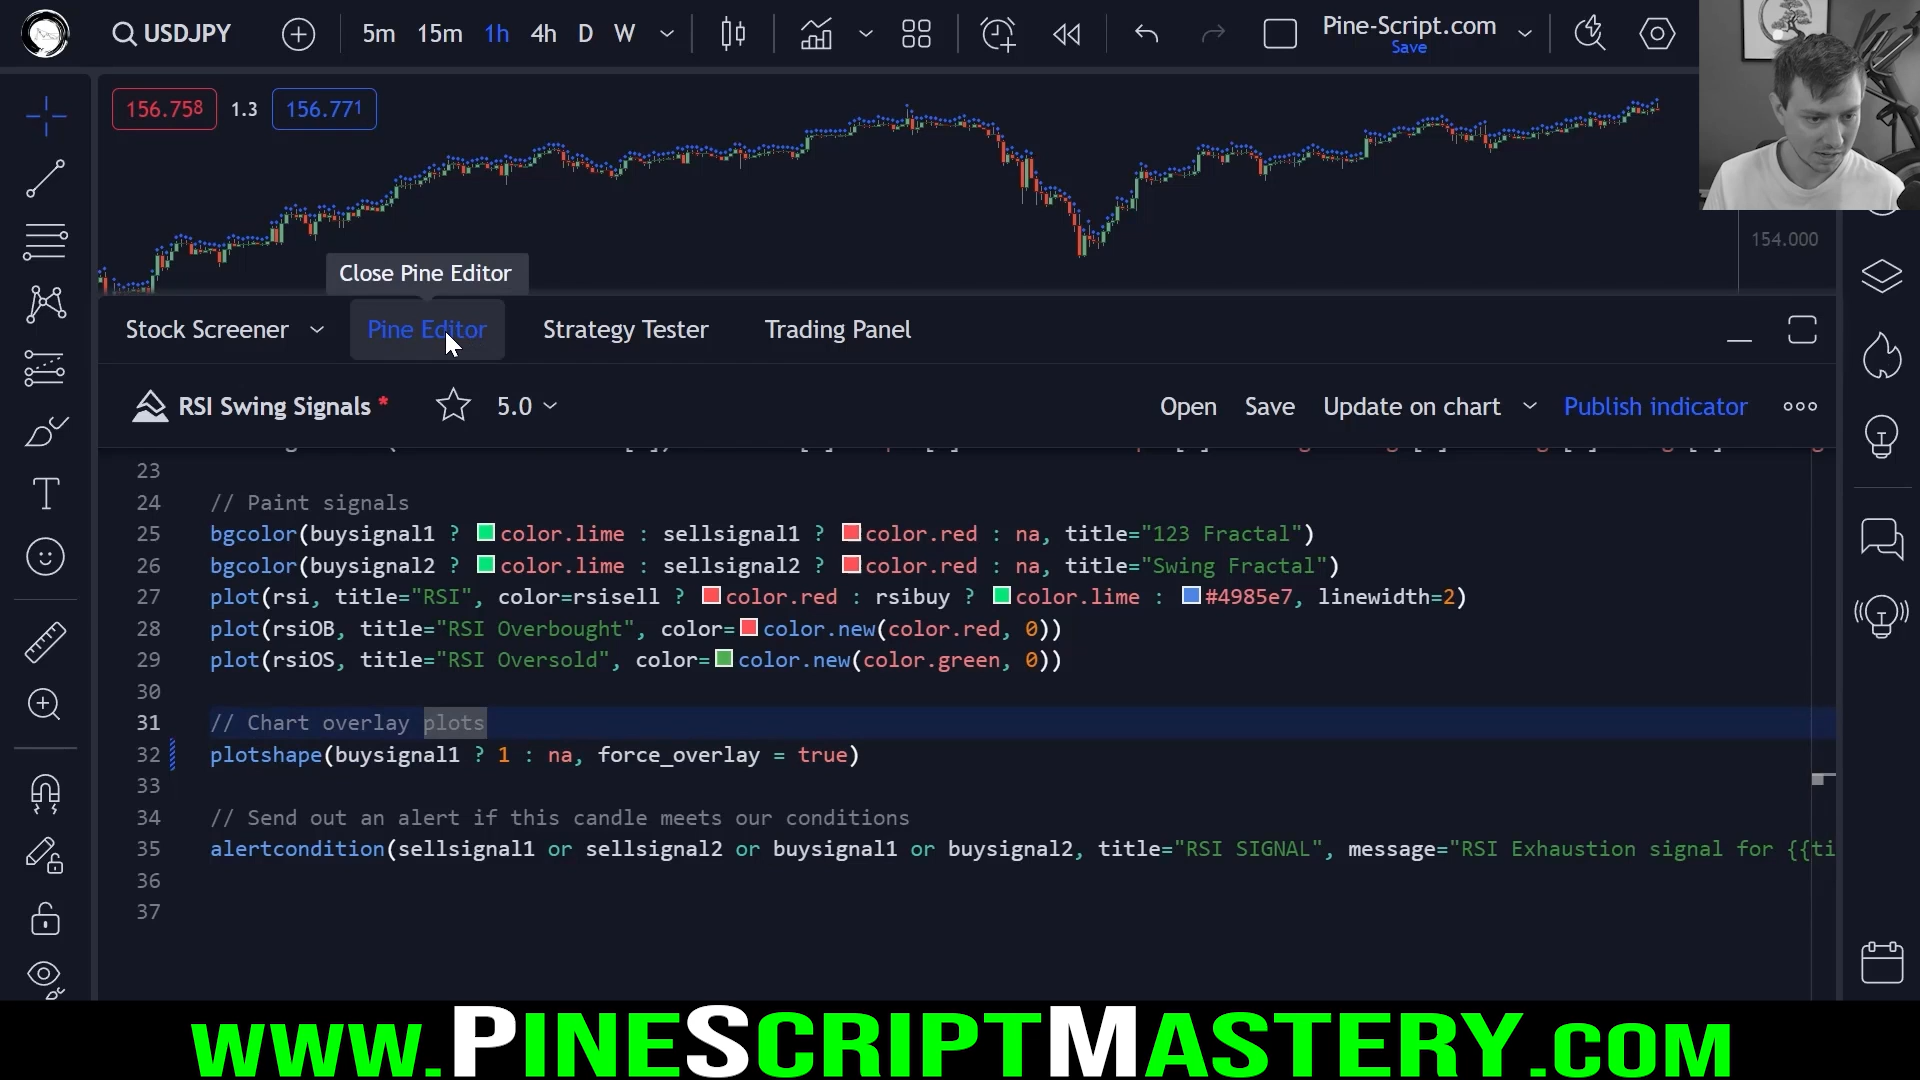 USDJPY 5m 15m 1h 4h D W Pine-Script.com
Save
156.758 1.3 156.771
154.000
Close Pine Editor
Stock Screener Pine Editor Strategy Tester Trading Panel
RSI Swing Signals * 5.0 Open Save Update on chart Publish indicator
23
24 // Paint signals
25 bgcolor(buysignal1 ? color.lime : sellsignal1 ? color.red : na, title="123 Fractal")
26 bgcolor(buysignal2 ? color.lime : sellsignal2 ? color.red : na, title="Swing Fractal")
27 plot(rsi, title="RSI", color=rsisell ? color.red : rsibuy ? color.lime : #4985e7, linewidth=2)
28 plot(rsiOB, title="RSI Overbought", color=color.new(color.red, 0))
29 plot(rsiOS, title="RSI Oversold", color=color.new(color.green, 0))
30
31 // Chart overlay plots
32 plotshape(buysignal1 ? 1 : na, force_overlay = true)
33
34 // Send out an alert if this candle meets our conditions
35 alertcondition(sellsignal1 or sellsignal2 or buysignal1 or buysignal2, title="RSI SIGNAL", message="RSI Exhaustion signal for {{ti
36
37
www.PineScriptMastery.com